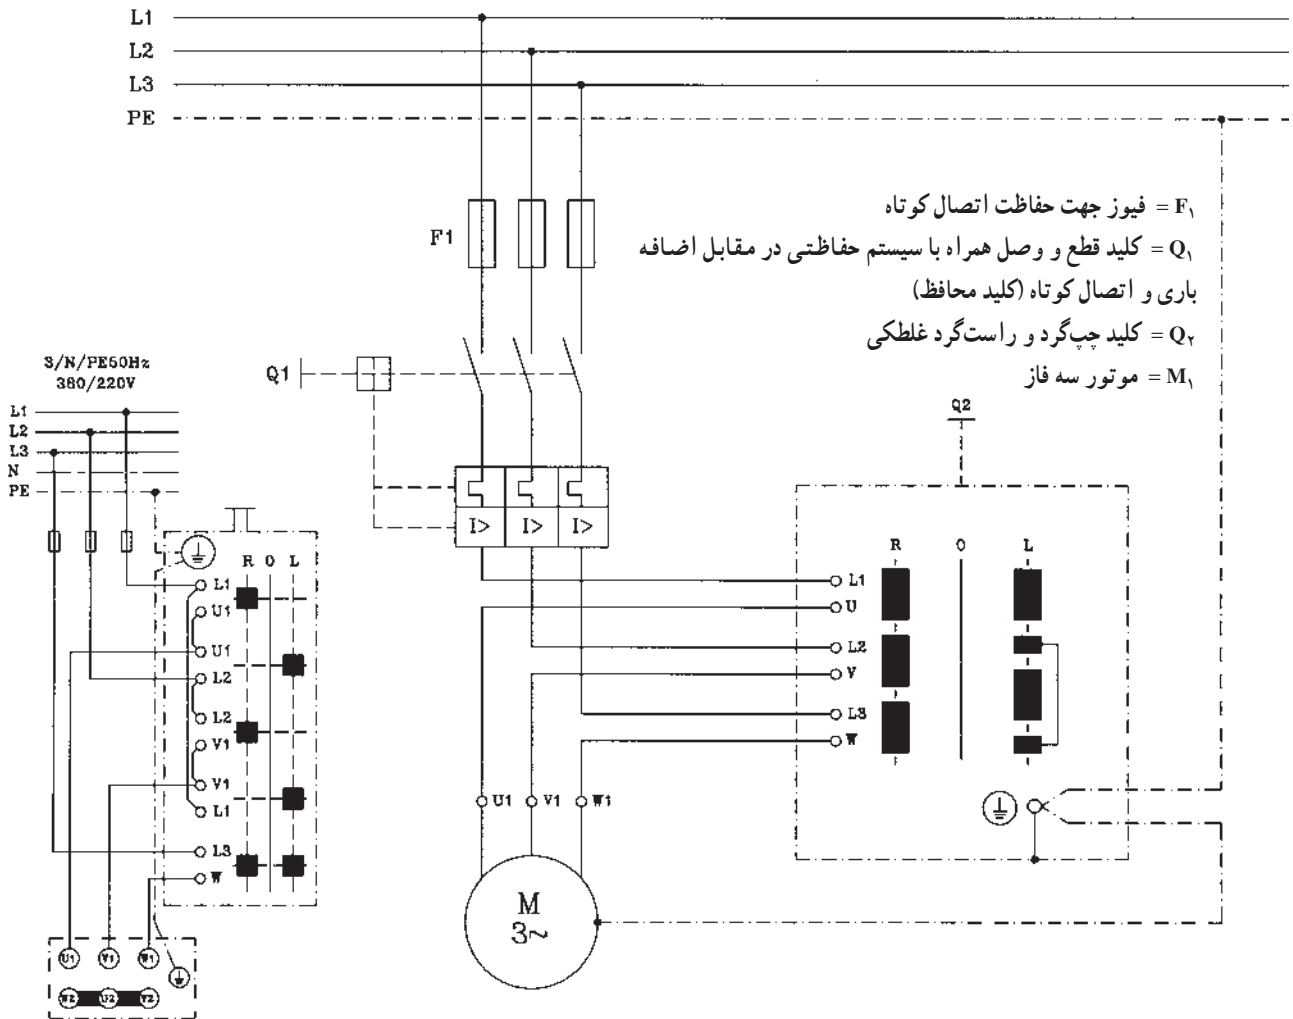 L1
L2
L3
PE
F1
F₁ = فیوز جهت حفاظت اتصال کوتاه
Q₁ = کلید قطع و وصل همراه با سیستم حفاظتی در مقابل اضافه
باری و اتصال کوتاه (کلید محافظ)
Q₂ = کلید چپ‌گرد و راست‌گرد غلطکی
M₁ = موتور سه فاز
3/N/PE50Hz
380/220V
L1
L2
L3
N
PE
Q1
I> I> I>
Q2
R 0 L
L1
U1
U1
L2
L2
V1
V1
L1
L3
W
R 0 L
L1
U
L2
V
L3
W
U1 V1 W1
M
3~
U1 V1 W1
W2 U2 V2